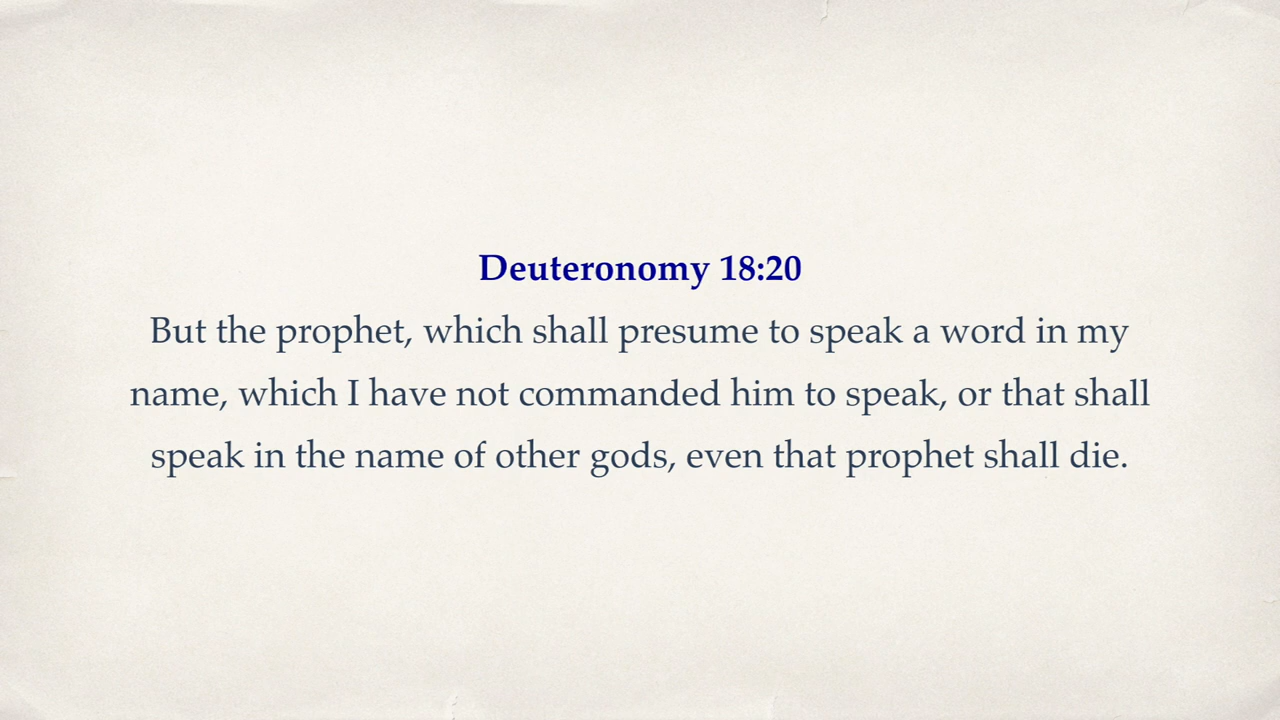 Deuteronomy 18:20
But the prophet, which shall presume to speak a word in my
name, which I have not commanded him to speak, or that shall
speak in the name of other gods, even that prophet shall die.